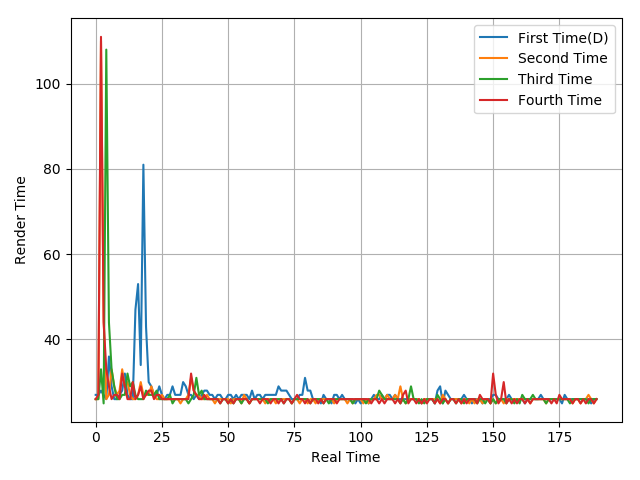 First Time(D)
Second Time
Third Time
Fourth Time
100
80
60
40
Render Time
0
25
50
75
100
125
150
175
Real Time